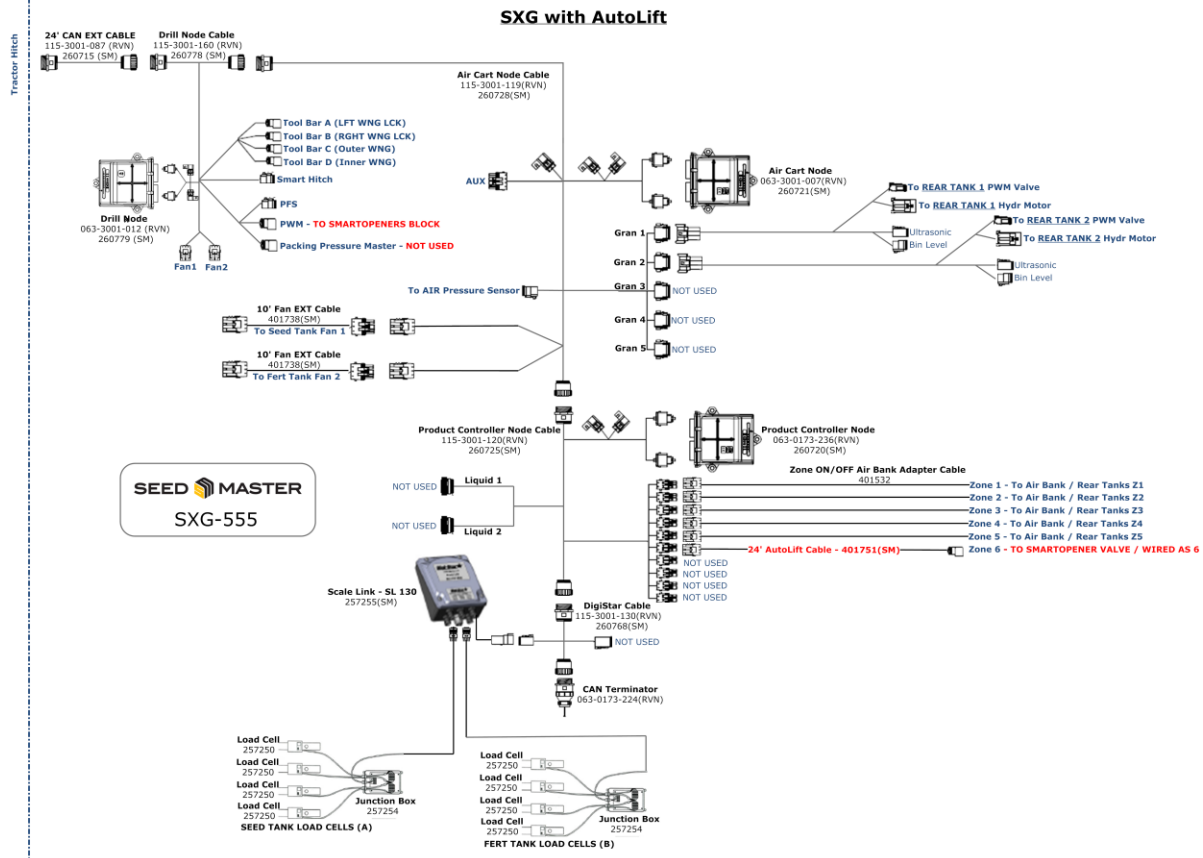 SXG with AutoLift
Tractor Hitch
24' CAN EXT CABLE
115-3001-087 (RVN)
260715 (SM)
Drill Node Cable
115-3001-160 (RVN)
260778 (SM)
Air Cart Node Cable
115-3001-119(RVN)
260728(SM)
Tool Bar A (LFT WNG LCK)
Tool Bar B (RGHT WNG LCK)
Tool Bar C (Outer WNG)
Tool Bar D (Inner WNG)
Smart Hitch
PFS
PWM - TO SMARTOPENERS BLOCK
Packing Pressure Master - NOT USED
Drill Node
063-3001-012 (RVN)
260779 (SM)
Fan1
Fan2
AUX
Air Cart Node
063-3001-007(RVN)
260721(SM)
To REAR TANK 1 PWM Valve
To REAR TANK 1 Hydr Motor
To REAR TANK 2 PWM Valve
To REAR TANK 2 Hydr Motor
Gran 1
Ultrasonic
Bin Level
Gran 2
Ultrasonic
Bin Level
Gran 3
NOT USED
To AIR Pressure Sensor
Gran 4
NOT USED
Gran 5
NOT USED
10' Fan EXT Cable
401738(SM)
To Seed Tank Fan 1
10' Fan EXT Cable
401738(SM)
To Fert Tank Fan 2
Product Controller Node Cable
115-3001-120(RVN)
260725(SM)
Product Controller Node
063-0173-236(RVN)
260720(SM)
SEED MASTER
SXG-555
NOT USED
Liquid 1
NOT USED
Liquid 2
Zone ON/OFF Air Bank Adapter Cable
401532
Zone 1 - To Air Bank / Rear Tanks Z1
Zone 2 - To Air Bank / Rear Tanks Z2
Zone 3 - To Air Bank / Rear Tanks Z3
Zone 4 - To Air Bank / Rear Tanks Z4
Zone 5 - To Air Bank / Rear Tanks Z5
24' AutoLift Cable - 401751(SM)
Zone 6 - TO SMARTOPENER VALVE / WIRED AS 6
NOT USED
NOT USED
NOT USED
NOT USED
Scale Link - SL 130
257255(SM)
DigiStar Cable
115-3001-130(RVN)
260768(SM)
NOT USED
CAN Terminator
063-0173-224(RVN)
Load Cell
257250
Load Cell
257250
Load Cell
257250
Load Cell
257250
Junction Box
257254
SEED TANK LOAD CELLS (A)
Load Cell
257250
Load Cell
257250
Load Cell
257250
Load Cell
257250
Junction Box
257254
FERT TANK LOAD CELLS (B)